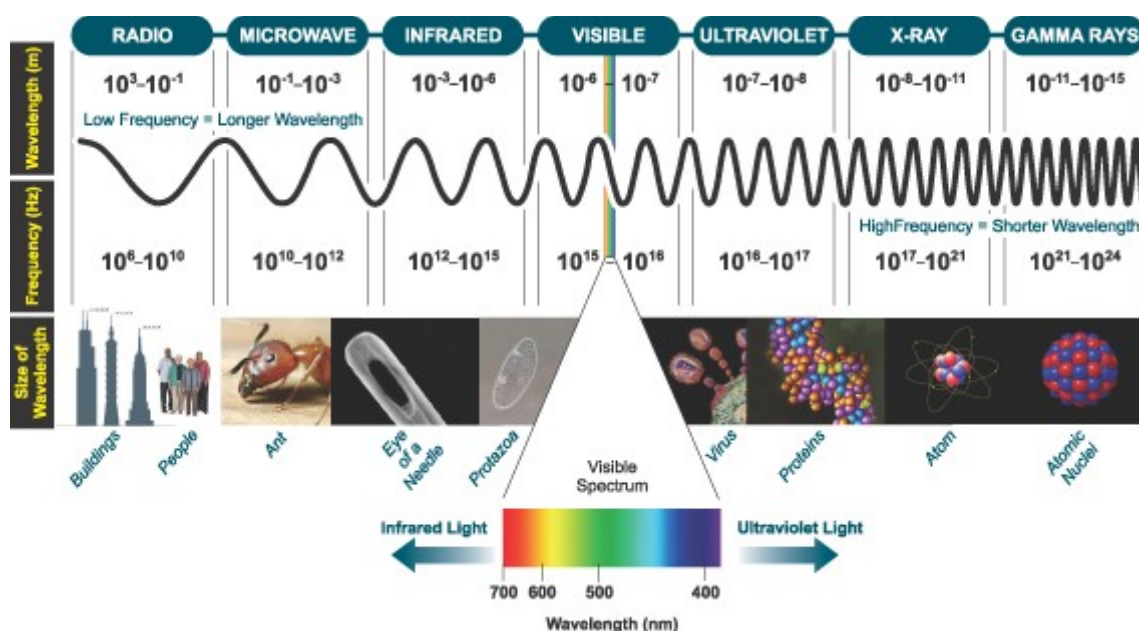 RADIO MICROWAVE INFRARED VISIBLE ULTRAVIOLET X-RAY GAMMA RAYS
Wavelength (m)
10³–10⁻¹ 10⁻¹–10⁻³ 10⁻³–10⁻⁶ 10⁻⁶ – 10⁻⁷ 10⁻⁷–10⁻⁸ 10⁻⁸–10⁻¹¹ 10⁻¹¹–10⁻¹⁵
Low Frequency = Longer Wavelength
Frequency (Hz)
HighFrequency = Shorter Wavelength
10⁶–10¹⁰ 10¹⁰–10¹² 10¹²–10¹⁵ 10¹⁵ – 10¹⁶ 10¹⁶–10¹⁷ 10¹⁷–10²¹ 10²¹–10²⁴
Size of
Wavelength
Buildings
People
Ant
Eye
of a
Needle
Protazoa
Virus
Proteins
Atom
Atomic
Nuclei
Visible
Spectrum
Infrared Light
Ultraviolet Light
700 600 500 400
Wavelength (nm)